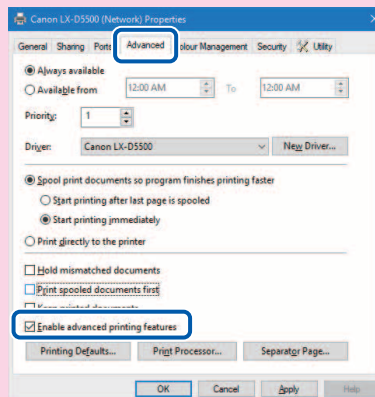 Canon LX-D5500 (Network) Properties
General Sharing Ports Advanced olour Management Security Utility
Always available
Available from 12:00 AM To 12:00 AM
Priority: 1
Driver: Canon LX-D5500 New Driver...
Spool print documents so program finishes printing faster
Start printing after last page is spooled
Start printing immediately
Print directly to the printer
Hold mismatched documents
Print spooled documents first
Keep printed documents
Enable advanced printing features
Printing Defaults... Print Processor... Separator Page...
OK Cancel Apply Help